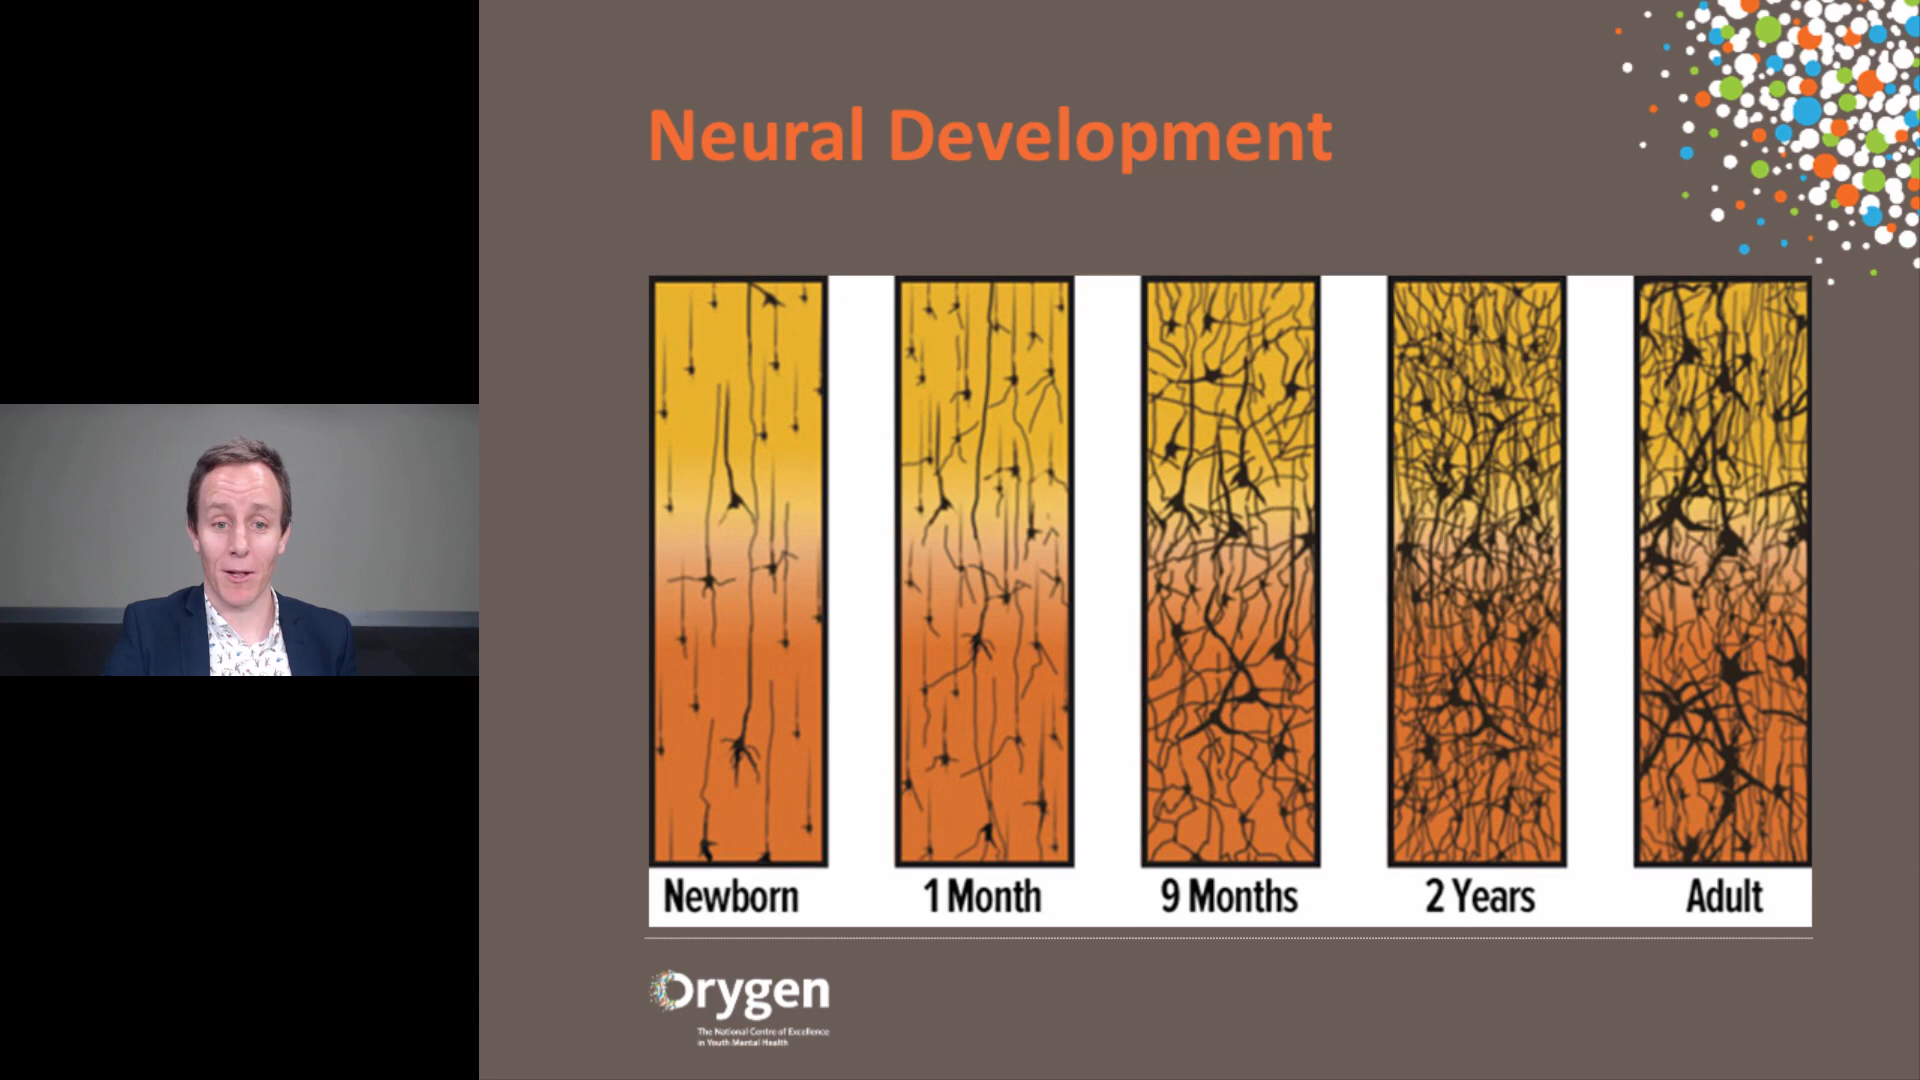 Neural Development
Newborn
1 Month
9 Months
2 Years
Adult
Orygen
The National Centre of Excellence
in Youth Mental Health